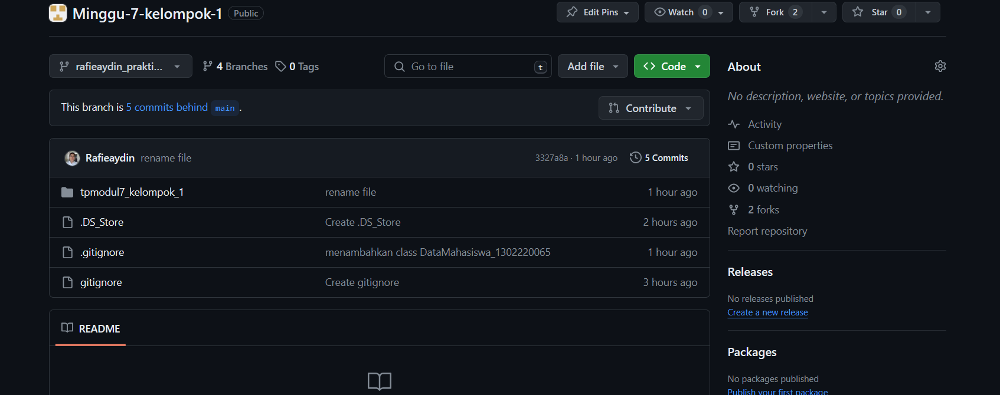 Minggu-7-kelompok-1 Public Edit Pins Watch 0 Fork 2 Star 0
rafieaydin_prakti... 4 Branches 0 Tags Go to file t Add file Code
This branch is 5 commits behind main .
Contribute
Rafieaydin rename file 3327a8a · 1 hour ago 5 Commits
tpmodul7_kelompok_1 rename file 1 hour ago
.DS_Store Create .DS_Store 2 hours ago
.gitignore menambahkan class DataMahasiswa_1302220065 1 hour ago
gitignore Create gitignore 3 hours ago
README
About
No description, website, or topics provided.
Activity
Custom properties
0 stars
0 watching
2 forks
Report repository
Releases
No releases published
Create a new release
Packages
No packages published
Publish your first package